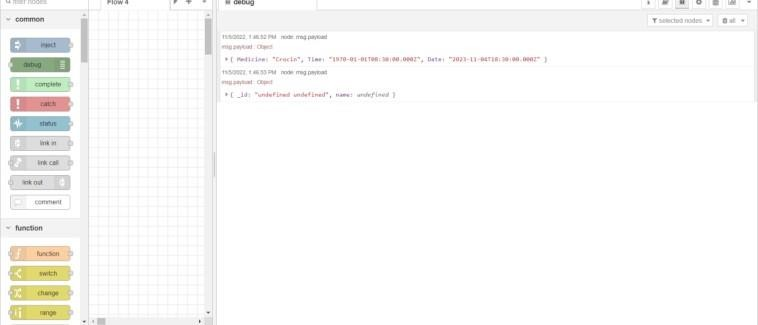 filter nodes
Flow 4
debug
common
selected nodes
all
inject
debug
complete
catch
status
link in
link call
link out
comment
function
function
switch
change
range
11/5/2022, 1:46:52 PM node: msg.payload
msg.payload : Object
{ Medicine: "Crocin", Time: "1970-01-01T08:30:00.000Z", Date: "2023-11-04T18:30:00.000Z" }
11/5/2022, 1:46:53 PM node: msg.payload
msg.payload : Object
{ _id: "undefined undefined", name: undefined }